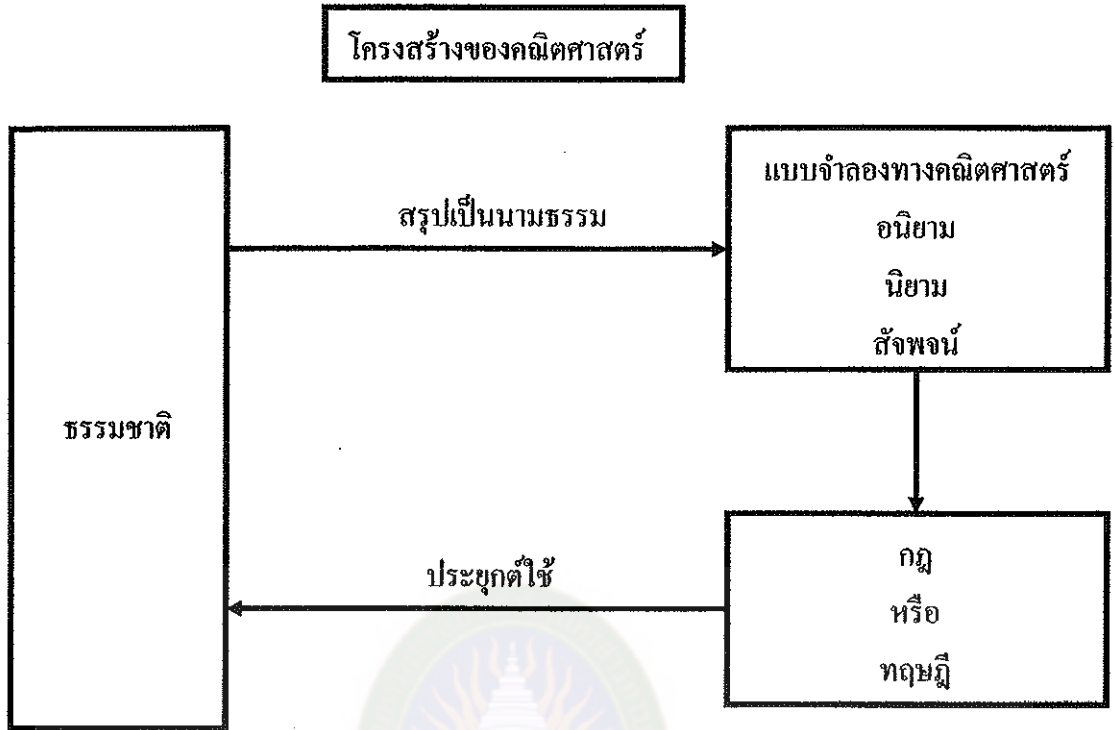 โครงสร้างของคณิตศาสตร์
แบบจำลองทางคณิตศาสตร์
อนิยาม
นิยาม
สัจพจน์
สรุปเป็นนามธรรม
ธรรมชาติ
ประยุกต์ใช้
กฎ
หรือ
ทฤษฎี